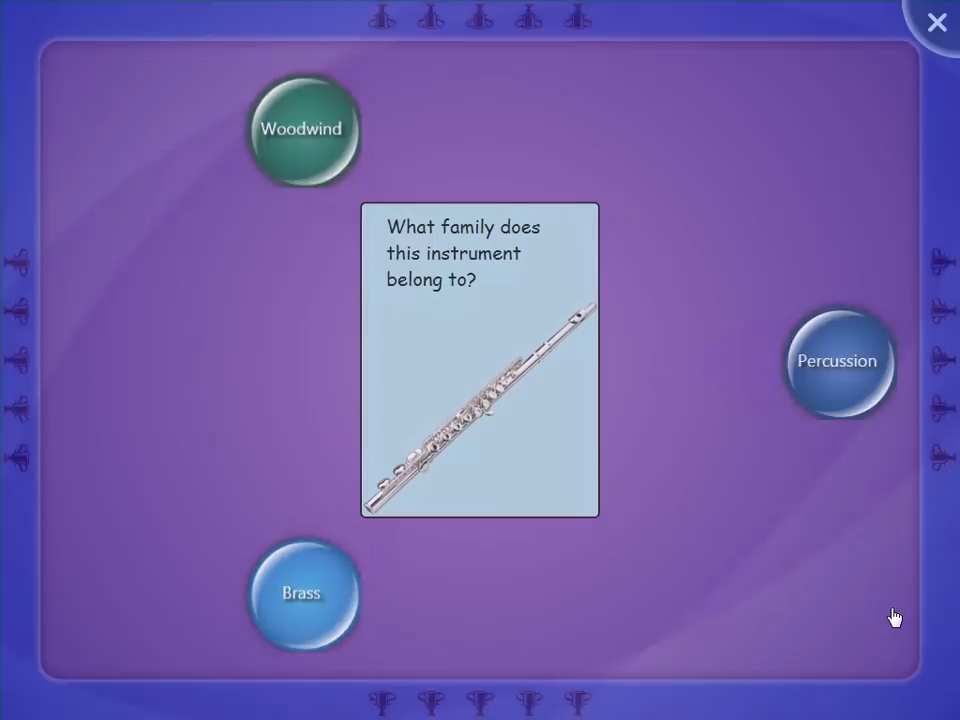 Woodwind
What family does
this instrument
belong to?
Percussion
Brass